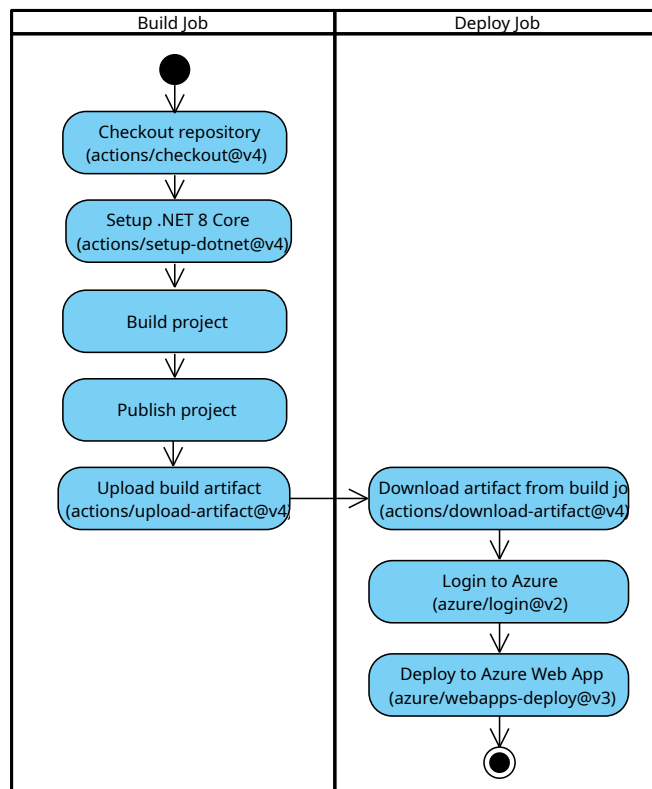 Build Job
Deploy Job
Checkout repository
(actions/checkout@v4)
Setup .NET 8 Core
(actions/setup-dotnet@v4)
Build project
Publish project
Upload build artifact
(actions/upload-artifact@v4)
Download artifact from build jo
(actions/download-artifact@v4)
Login to Azure
(azure/login@v2)
Deploy to Azure Web App
(azure/webapps-deploy@v3)